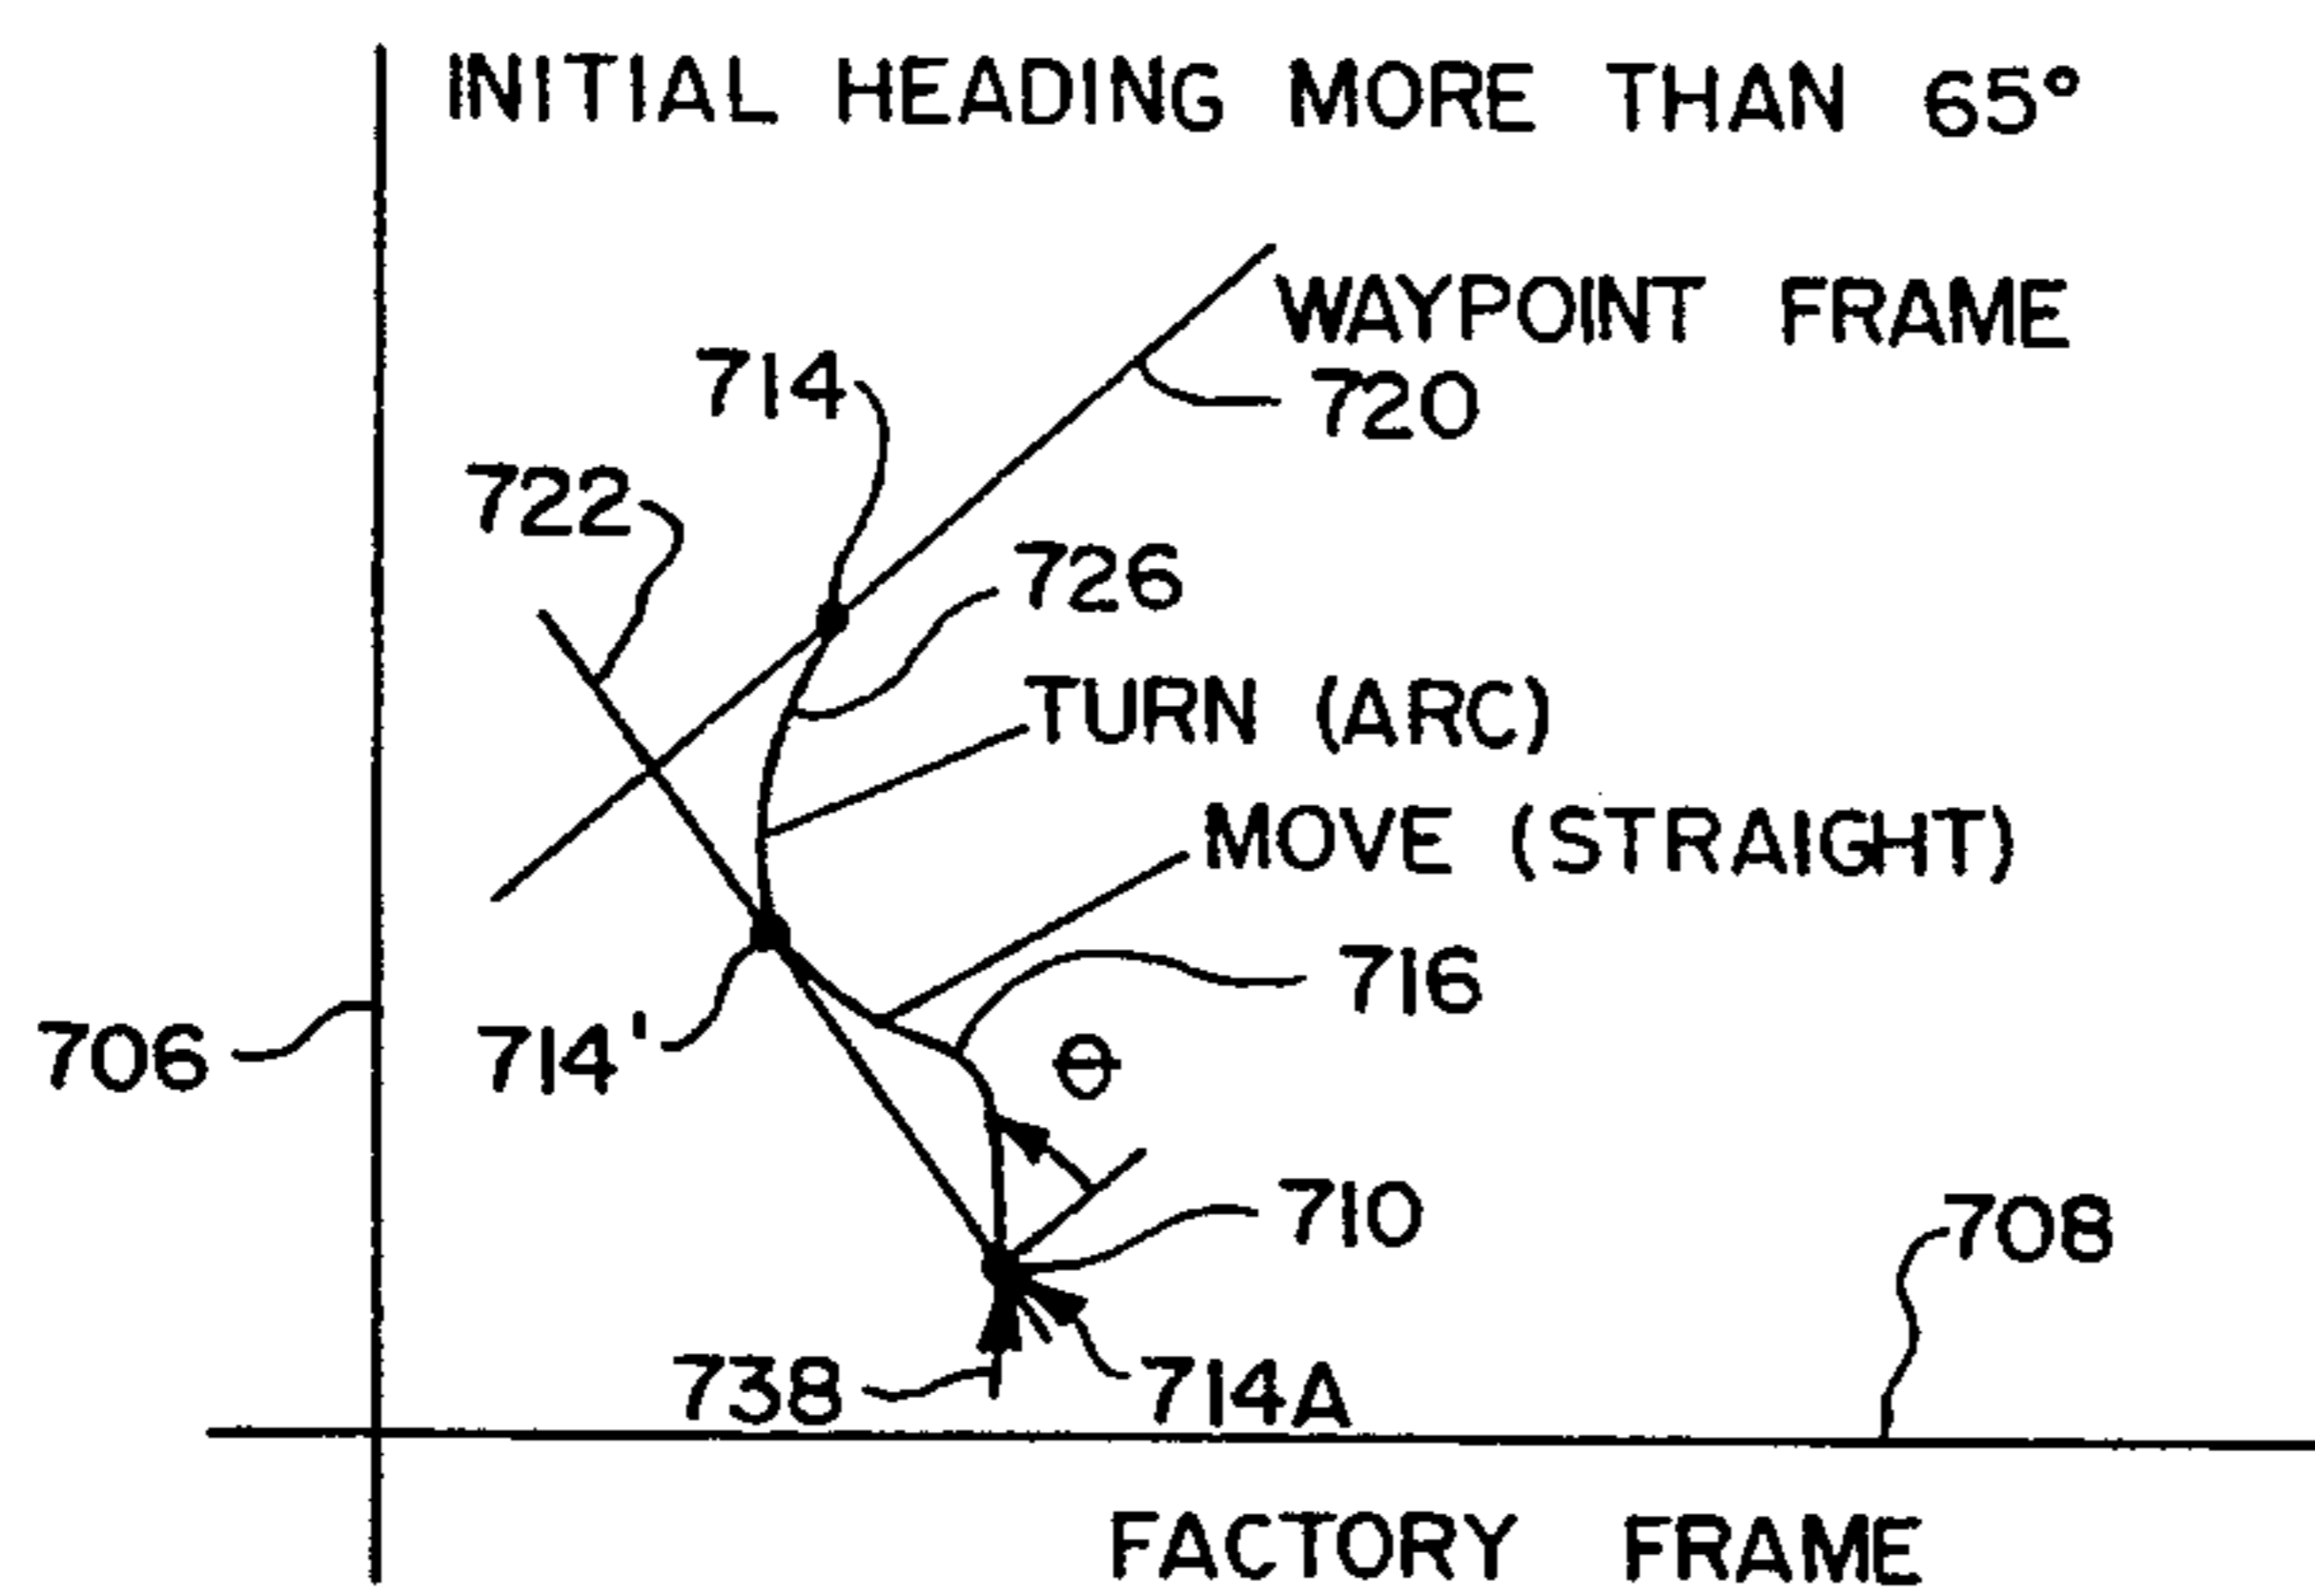 INITIAL HEADING MORE THAN 65°
WAYPOINT FRAME
714
720
722
726
TURN (ARC)
MOVE (STRAIGHT)
716
706
714'
θ
710
708
738
714A
FACTORY FRAME